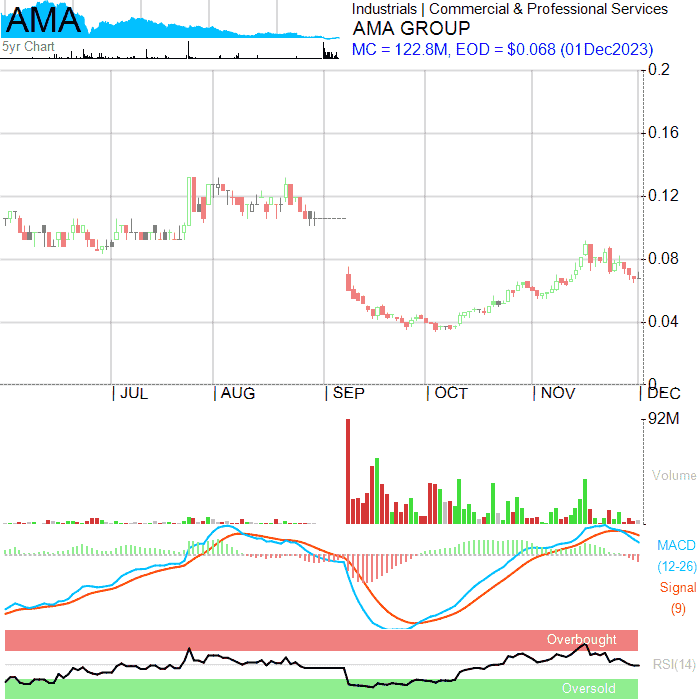 AMA
5yr Chart
Industrials | Commercial & Professional Services
AMA GROUP
MC = 122.8M, EOD = $0.068 (01Dec2023)
0.2
0.16
0.12
0.08
0.04
0
| JUL | AUG | SEP | OCT | NOV | DEC
92M
Volume
MACD
(12-26)
Signal
(9)
Overbought
RSI(14)
Oversold